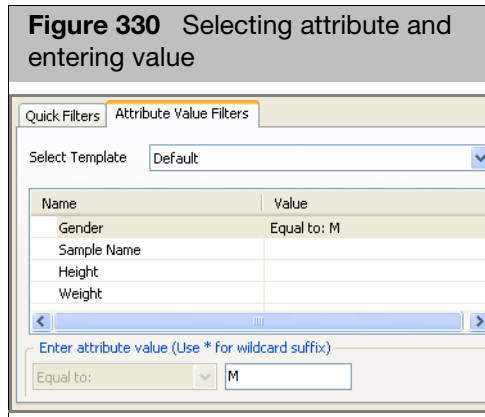 Figure 330 Selecting attribute and
entering value
Quick Filters Attribute Value Filters
Select Template Default
Name Value
Gender Equal to: M
Sample Name
Height
Weight
Enter attribute value (Use * for wildcard suffix)
Equal to: M